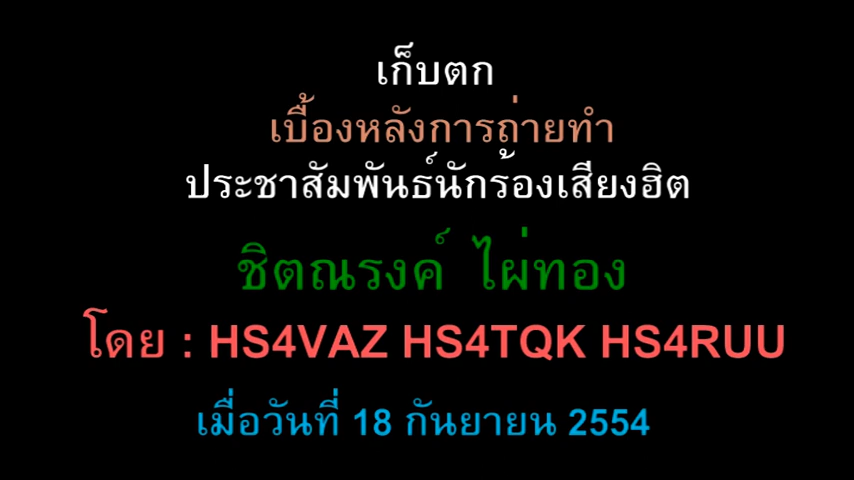 เก็บตก
เบื้องหลังการถ่ายทำ
ประชาสัมพันธ์นักร้องเสียงฮิต
ชิตณรงค์ ไผ่ทอง
โดย : HS4VAZ HS4TQK HS4RUU
เมื่อวันที่ 18 กันยายน 2554